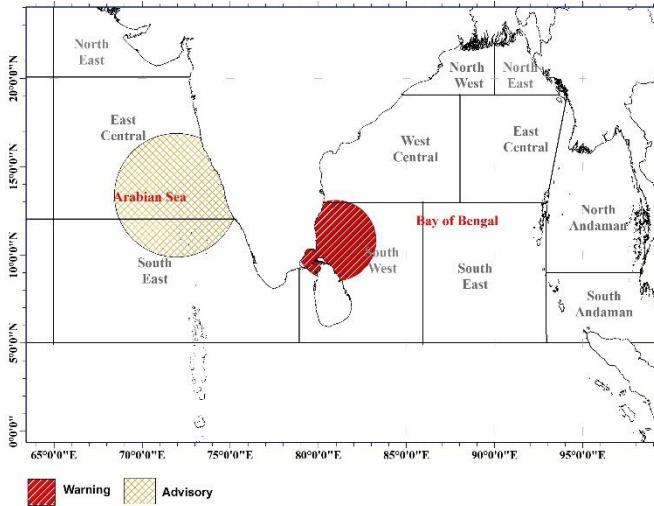 North
East
North
West
North
East
20°0'0"N
East
Central
West
Central
East
Central
15°0'0"N
Arabian Sea
Bay of Bengal
North
Andaman
South
East
South
West
South
East
10°0'0"N
South
Andaman
5°0'0"N
0°0'0"
65°0'0"E
70°0'0"E
75°0'0"E
80°0'0"E
85°0'0"E
90°0'0"E
95°0'0"E
Warning
Advisory